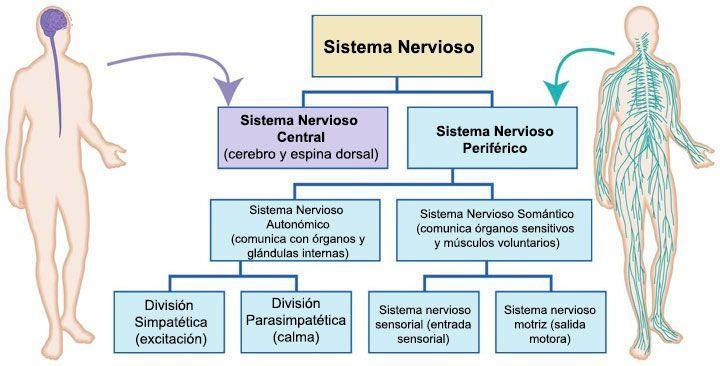 Sistema Nervioso
Sistema Nervioso
Central
(cerebro y espina dorsal)
Sistema Nervioso
Periférico
Sistema Nervioso
Autonómico
(comunica con órganos y
glándulas internas)
Sistema Nervioso Somántico
(comunica órganos sensitivos
y músculos voluntarios)
División
Simpatética
(excitación)
División
Parasimpatética
(calma)
Sistema nervioso
sensorial (entrada
sensorial)
Sistema nervioso
motriz (salida
motora)